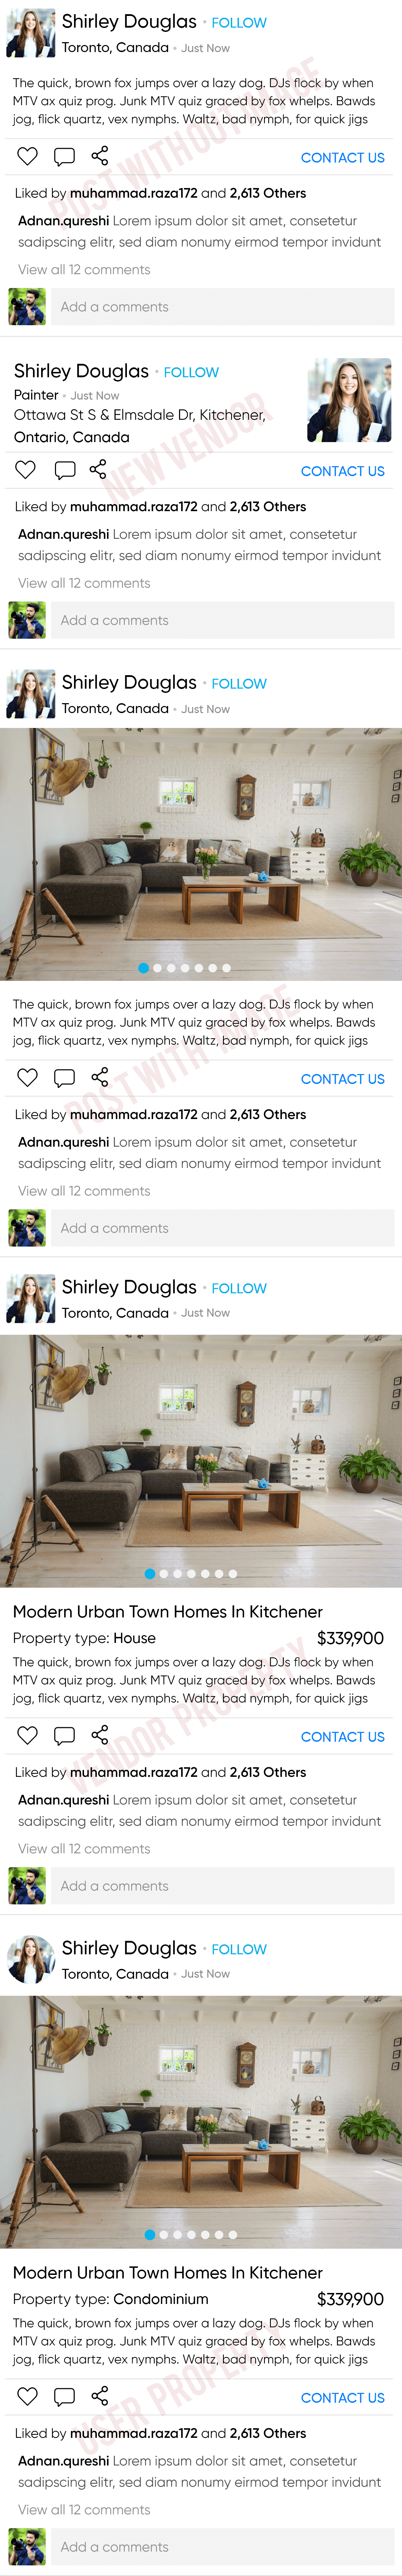 Shirley Douglas • FOLLOW
Toronto, Canada • Just Now
The quick, brown fox jumps over a lazy dog. DJs flock by when
MTV ax quiz prog. Junk MTV quiz graced by fox whelps. Bawds
jog, flick quartz, vex nymphs. Waltz, bad nymph, for quick jigs
POST WITHOUT IMAGE
CONTACT US
Liked by muhammad.raza172 and 2,613 Others
Adnan.qureshi Lorem ipsum dolor sit amet, consetetur
sadipscing elitr, sed diam nonumy eirmod tempor invidunt
View all 12 comments
Add a comments
Shirley Douglas • FOLLOW
Painter • Just Now
Ottawa St S & Elmsdale Dr, Kitchener,
Ontario, Canada
NEW VENDOR
CONTACT US
Liked by muhammad.raza172 and 2,613 Others
Adnan.qureshi Lorem ipsum dolor sit amet, consetetur
sadipscing elitr, sed diam nonumy eirmod tempor invidunt
View all 12 comments
Add a comments
Shirley Douglas • FOLLOW
Toronto, Canada • Just Now
The quick, brown fox jumps over a lazy dog. DJs flock by when
MTV ax quiz prog. Junk MTV quiz graced by fox whelps. Bawds
jog, flick quartz, vex nymphs. Waltz, bad nymph, for quick jigs
POST WITH IMAGE
CONTACT US
Liked by muhammad.raza172 and 2,613 Others
Adnan.qureshi Lorem ipsum dolor sit amet, consetetur
sadipscing elitr, sed diam nonumy eirmod tempor invidunt
View all 12 comments
Add a comments
Shirley Douglas • FOLLOW
Toronto, Canada • Just Now
Modern Urban Town Homes In Kitchener
Property type: House $339,900
The quick, brown fox jumps over a lazy dog. DJs flock by when
MTV ax quiz prog. Junk MTV quiz graced by fox whelps. Bawds
jog, flick quartz, vex nymphs. Waltz, bad nymph, for quick jigs
VENDOR PROPERTY
CONTACT US
Liked by muhammad.raza172 and 2,613 Others
Adnan.qureshi Lorem ipsum dolor sit amet, consetetur
sadipscing elitr, sed diam nonumy eirmod tempor invidunt
View all 12 comments
Add a comments
Shirley Douglas • FOLLOW
Toronto, Canada • Just Now
Modern Urban Town Homes In Kitchener
Property type: Condominium $339,900
The quick, brown fox jumps over a lazy dog. DJs flock by when
MTV ax quiz prog. Junk MTV quiz graced by fox whelps. Bawds
jog, flick quartz, vex nymphs. Waltz, bad nymph, for quick jigs
USER PROPERTY
CONTACT US
Liked by muhammad.raza172 and 2,613 Others
Adnan.qureshi Lorem ipsum dolor sit amet, consetetur
sadipscing elitr, sed diam nonumy eirmod tempor invidunt
View all 12 comments
Add a comments